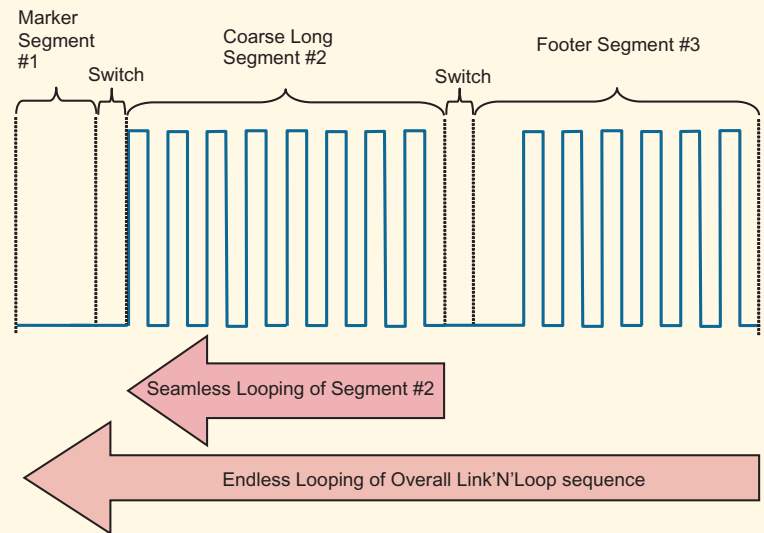 Marker
Segment
#1
Switch
Coarse Long
Segment #2
Switch
Footer Segment #3
Seamless Looping of Segment #2
Endless Looping of Overall Link'N'Loop sequence